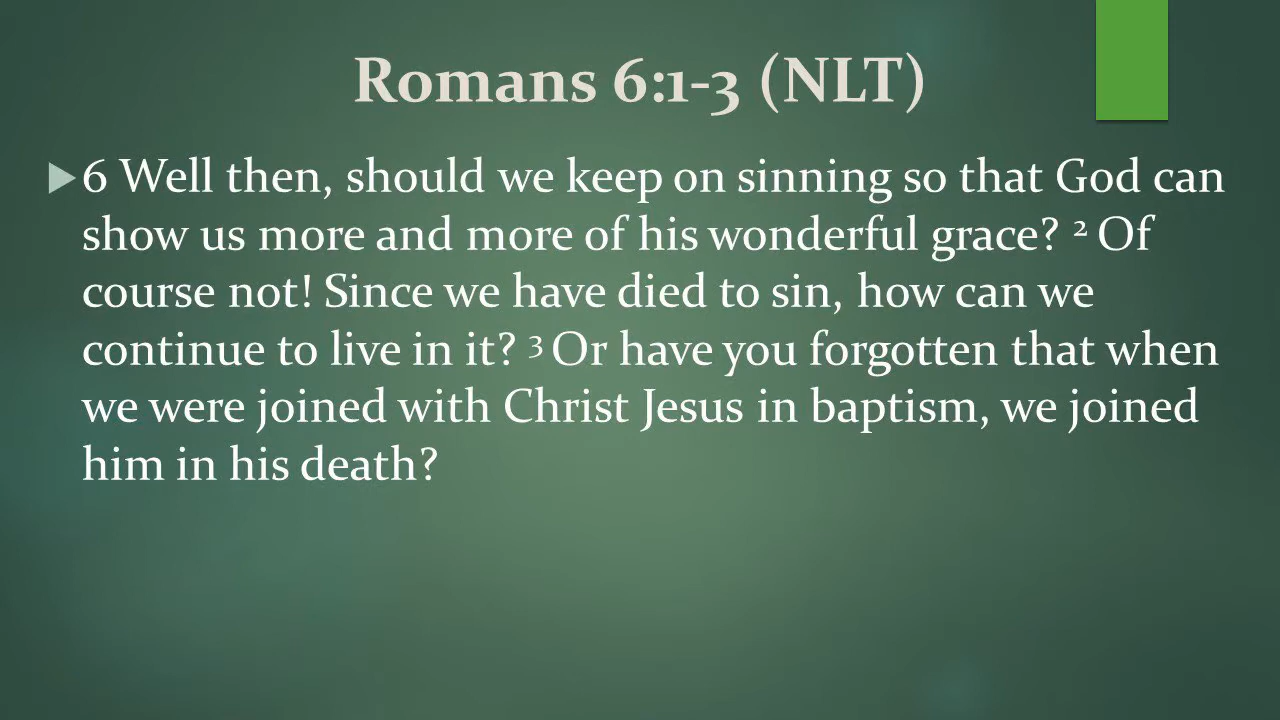 Romans 6:1-3 (NLT)
6 Well then, should we keep on sinning so that God can
show us more and more of his wonderful grace? 2 Of
course not! Since we have died to sin, how can we
continue to live in it? 3 Or have you forgotten that when
we were joined with Christ Jesus in baptism, we joined
him in his death?